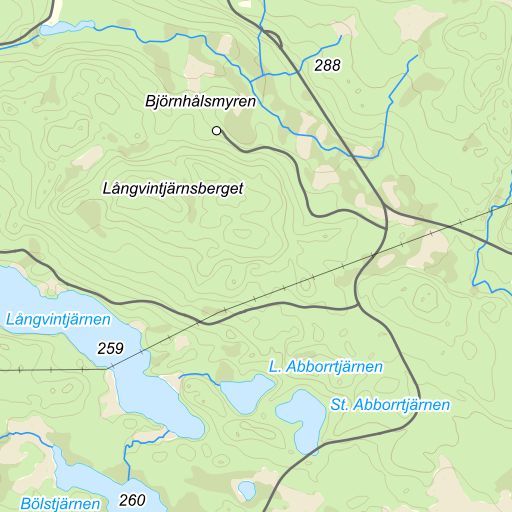 288
Björnhålsmyren
Långvintjärnsberget
Långvintjärnen
259
L. Abborrtjärnen
St. Abborrtjärnen
260
Bölstjärnen